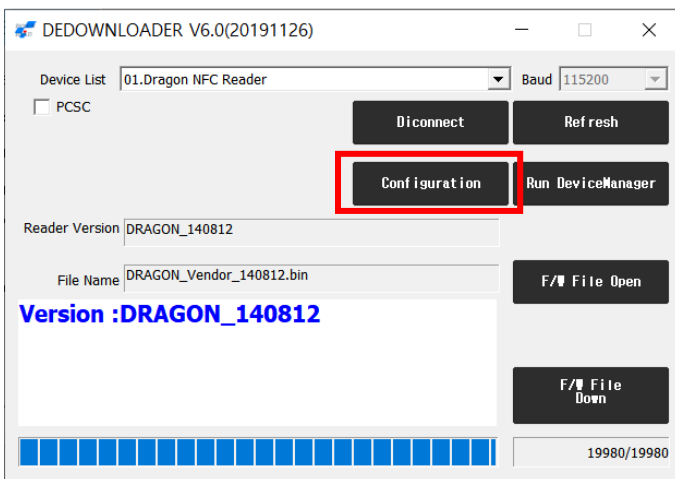 DEDOWNLOADER V6.0(20191126)
Device List 01.Dragon NFC Reader Baud 115200
PCSC
Diconnect Refresh
Configuration Run DeviceManager
Reader Version DRAGON_140812
File Name DRAGON_Vendor_140812.bin F/W File Open
Version :DRAGON_140812
F/W File
Down
19980/19980